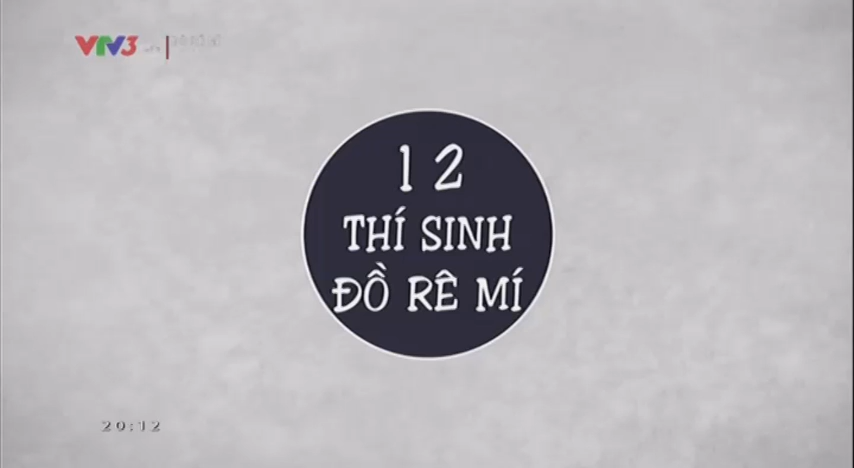 VTV3
12
THÍ SINH
ĐỒ RÊ MÍ
20:12